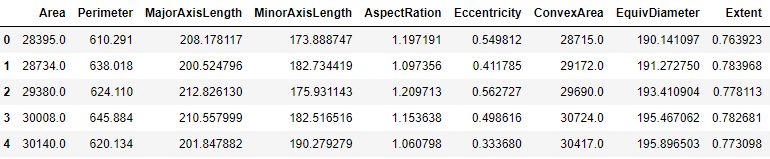 Area Perimeter MajorAxisLength MinorAxisLength AspectRation Eccentricity ConvexArea EquivDiameter Extent
0 28395.0 610.291 208.178117 173.888747 1.197191 0.549812 28715.0 190.141097 0.763923
1 28734.0 638.018 200.524796 182.734419 1.097356 0.411785 29172.0 191.272750 0.783968
2 29380.0 624.110 212.826130 175.931143 1.209713 0.562727 29690.0 193.410904 0.778113
3 30008.0 645.884 210.557999 182.516516 1.153638 0.498616 30724.0 195.467062 0.782681
4 30140.0 620.134 201.847882 190.279279 1.060798 0.333680 30417.0 195.896503 0.773098